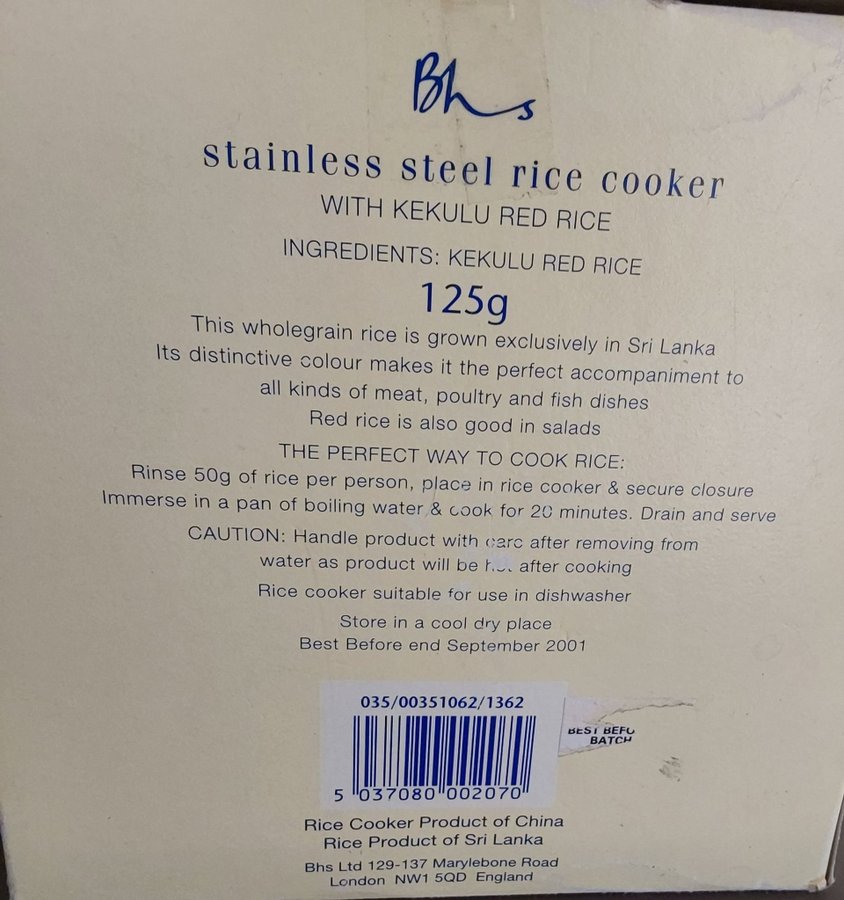 Bhs
stainless steel rice cooker
WITH KEKULU RED RICE
INGREDIENTS: KEKULU RED RICE
125g
This wholegrain rice is grown exclusively in Sri Lanka
Its distinctive colour makes it the perfect accompaniment to
all kinds of meat, poultry and fish dishes
Red rice is also good in salads
THE PERFECT WAY TO COOK RICE:
Rinse 50g of rice per person, place in rice cooker & secure closure
Immerse in a pan of boiling water & cook for 20 minutes. Drain and serve
CAUTION: Handle product with care after removing from
water as product will be hot after cooking
Rice cooker suitable for use in dishwasher
Store in a cool dry place
Best Before end September 2001
035/00351062/1362
BEST BEFO
BATCH
5 037080 002070
Rice Cooker Product of China
Rice Product of Sri Lanka
Bhs Ltd 129-137 Marylebone Road
London NW1 5QD England